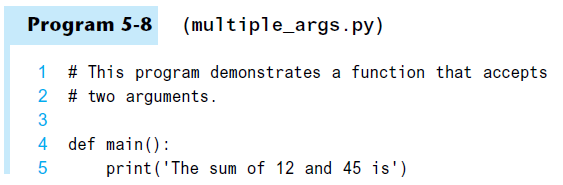 Program 5-8 (multiple_args.py)
1 # This program demonstrates a function that accepts
2 # two arguments.
3
4 def main():
5     print('The sum of 12 and 45 is')